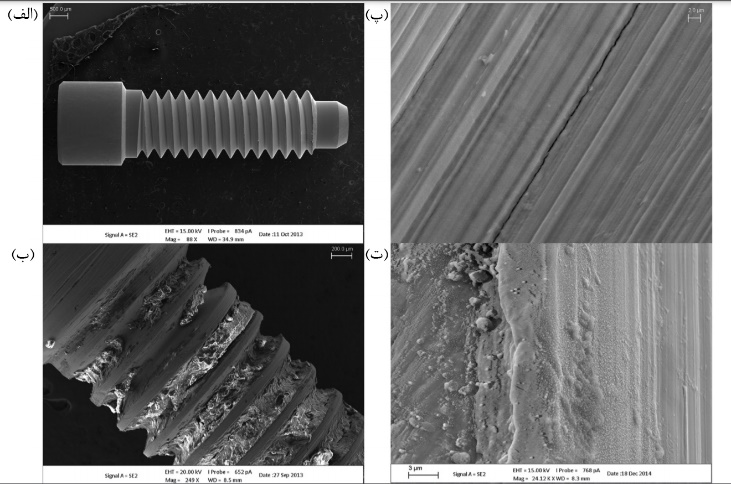 (الف)
500.0 µm
Signal A = SE2
EHT = 15.00 kV I Probe = 834 pA
Mag = 88 X WD = 34.9 mm
Date :11 Oct 2013
(پ)
(ب)
200.0 µm
Signal A = SE2
EHT = 20.00 kV I Probe = 652 pA
Mag = 249 X WD = 8.5 mm
Date :27 Sep 2013
(ت)
3 µm
Signal A = SE2
EHT = 15.00 kV I Probe = 768 pA
Mag = 24.12 K X WD = 8.3 mm
Date :18 Dec 2014